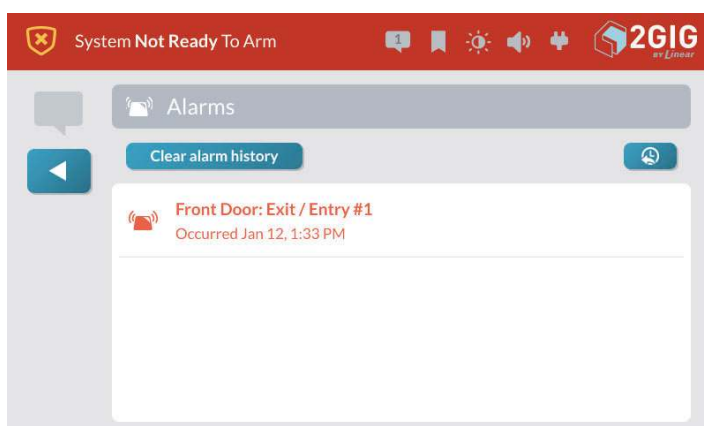 System Not Ready To Arm
1
2GIG
BY Linear
Alarms
Clear alarm history
Front Door: Exit / Entry #1
Occurred Jan 12, 1:33 PM